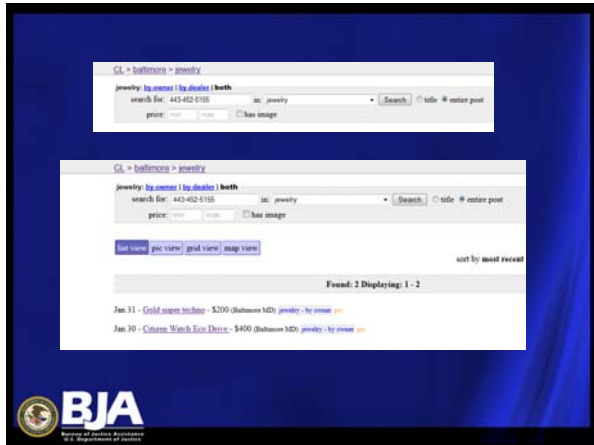 CL > baltimore > jewelry
jewelry: by owner | by dealer | both
search for: 443-452-5155 in: jewelry Search title entire post
price: min max has image
CL > baltimore > jewelry
jewelry: by owner | by dealer | both
search for: 443-452-5155 in: jewelry Search title entire post
price: min max has image
list view pic view grid view map view
sort by most recent
Found: 2 Displaying: 1 - 2
Jan 31 - Gold super techno - $200 (Baltimore MD) jewelry - by owner pic
Jan 30 - Citizen Watch Eco Drive - $400 (Baltimore MD) jewelry - by owner pic
BJA
Bureau of Justice Assistance
U.S. Department of Justice